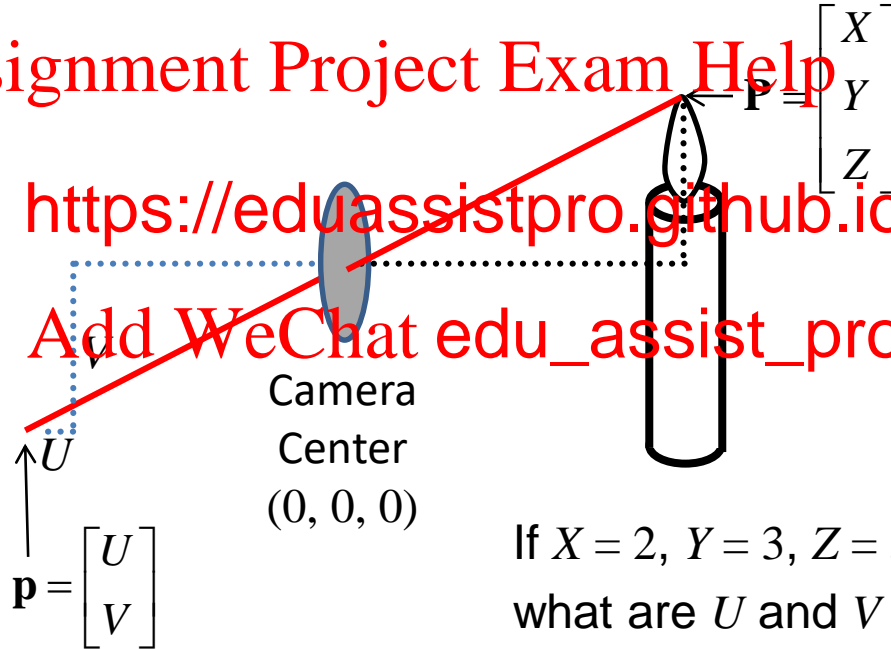 signment Project Exam Help
P = [X
Y
Z]
https://eduassistpro.github.io
V
Add WeChat edu_assist_pro
Camera
Center
(0, 0, 0)
U
p = [U
V]
If X = 2, Y = 3, Z =
what are U and V